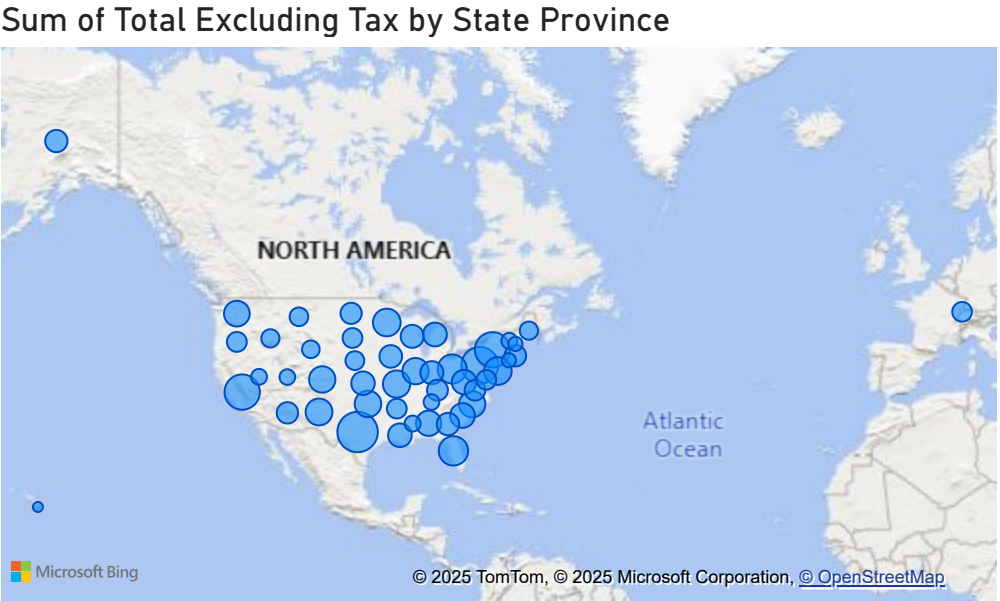 Sum of Total Excluding Tax by State Province
NORTH AMERICA
Atlantic
Ocean
Microsoft Bing
© 2025 TomTom, © 2025 Microsoft Corporation, © OpenStreetMap